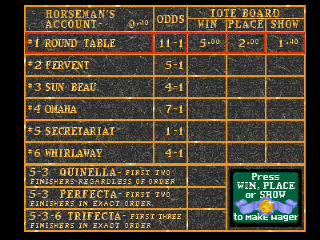 HORSEMAN'S
ACCOUNT- 0.40
ODDS
TOTE BOARD
WIN PLACE SHOW
#1 ROUND TABLE 11-1 5.00 2.00 1.40
#2 FERVENT 5-1
#3 SUN BEAU 4-1
#4 OMAHA 7-1
#5 SECRETARIAT 1-1
#6 WHIRLAWAY 4-1
5-3 QUINELLA-FIRST TWO
FINISHERS-REGARDLESS OF ORDER
5-3 PERFECTA-FIRST TWO
FINISHERS IN EXACT ORDER.
5-3-6 TRIFECTA-FIRST THREE
FINISHERS IN EXACT ORDER.
Press
WIN, PLACE
or SHOW
to Make Wager